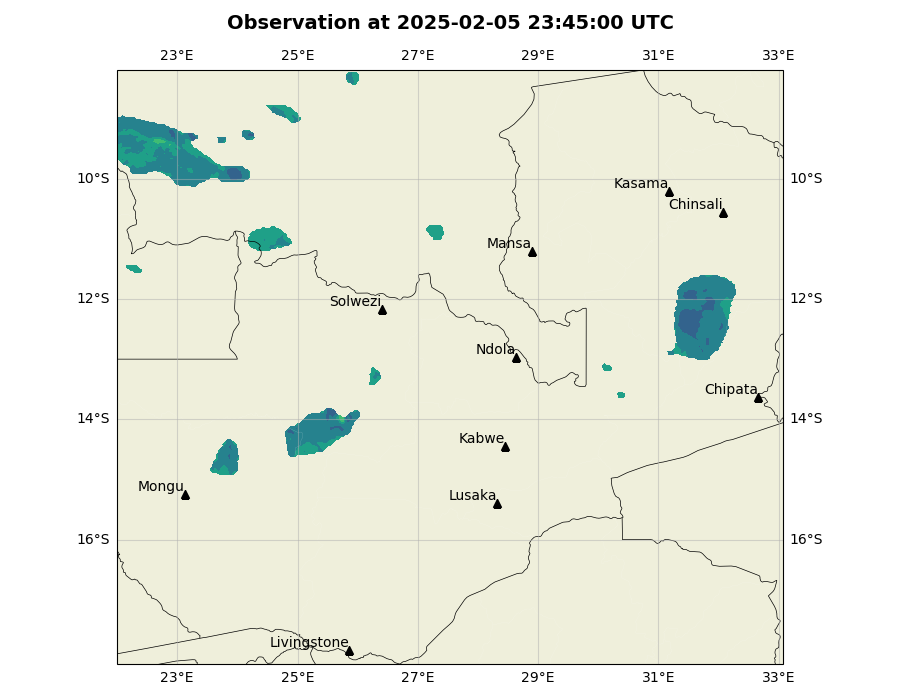 Observation at 2025-02-05 23:45:00 UTC
23°E 25°E 27°E 29°E 31°E 33°E
10°S 10°S
Kasama
Chinsali
Mansa
12°S 12°S
Solwezi
Ndola
Chipata
14°S 14°S
Kabwe
Mongu
Lusaka
16°S 16°S
Livingstone
23°E 25°E 27°E 29°E 31°E 33°E